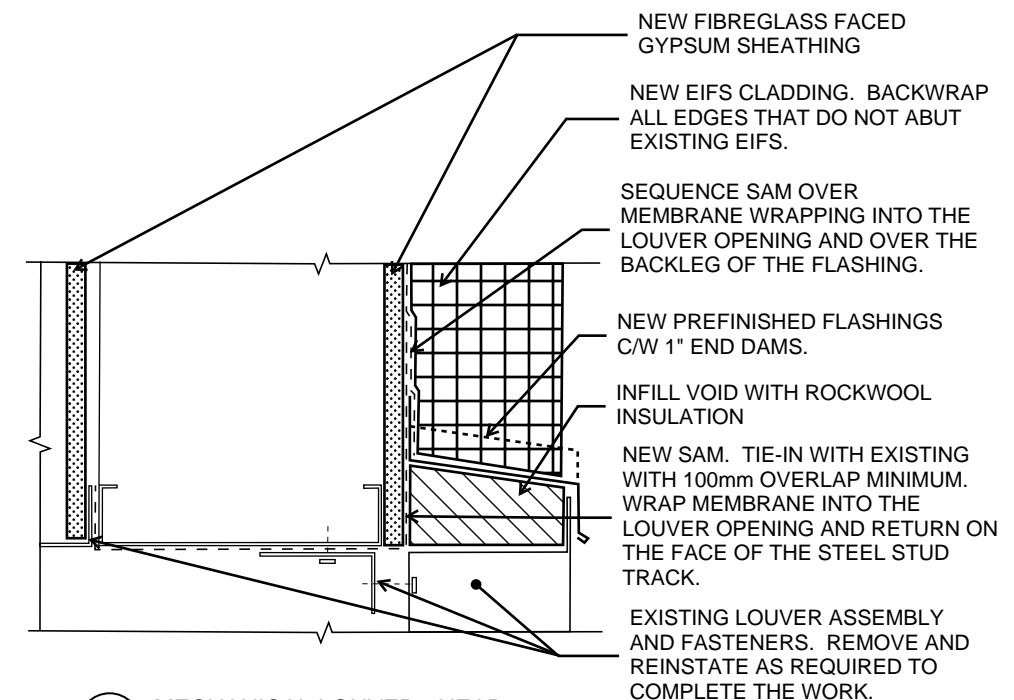 NEW FIBREGLASS FACED
GYPSUM SHEATHING
NEW EIFS CLADDING. BACKWRAP
ALL EDGES THAT DO NOT ABUT
EXISTING EIFS.
SEQUENCE SAM OVER
MEMBRANE WRAPPING INTO THE
LOUVER OPENING AND OVER THE
BACKLEG OF THE FLASHING.
NEW PREFINISHED FLASHINGS
C/W 1" END DAMS.
INFILL VOID WITH ROCKWOOL
INSULATION
NEW SAM. TIE-IN WITH EXISTING
WITH 100mm OVERLAP MINIMUM.
WRAP MEMBRANE INTO THE
LOUVER OPENING AND RETURN ON
THE FACE OF THE STEEL STUD
TRACK.
EXISTING LOUVER ASSEMBLY
AND FASTENERS. REMOVE AND
REINSTATE AS REQUIRED TO
COMPLETE THE WORK.